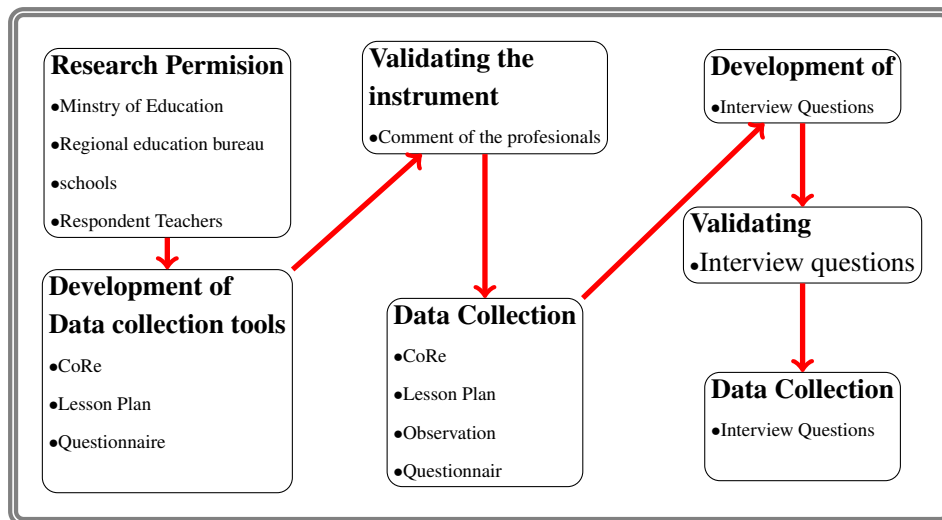 Research Permision
•Minstry of Education
•Regional education bureau
•schools
•Respondent Teachers
Development of
Data collection tools
•CoRe
•Lesson Plan
•Questionnaire
Validating the
instrument
•Comment of the profesionals
Data Collection
•CoRe
•Lesson Plan
•Observation
•Questionnair
Development of
•Interview Questions
Validating
•Interview questions
Data Collection
•Interview Questions